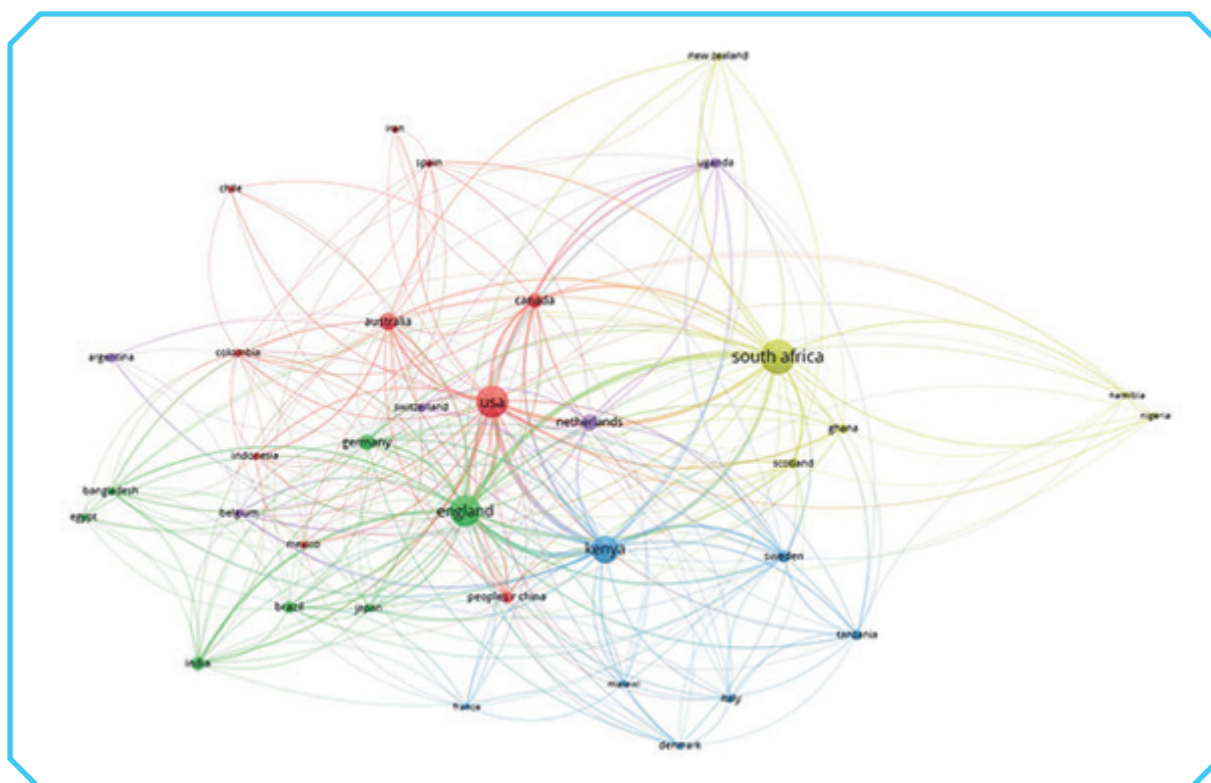 new zealand
iran
spain
uganda
chile
canada
australia
colombia
argentina
south africa
switzerland
usa
netherlands
namibia
nigeria
ghana
germany
indonesia
scotland
bangladesh
egypt
belgium
england
mexico
kenya
sweden
brazil
japan
peoples r china
tanzania
india
malawi
italy
france
denmark